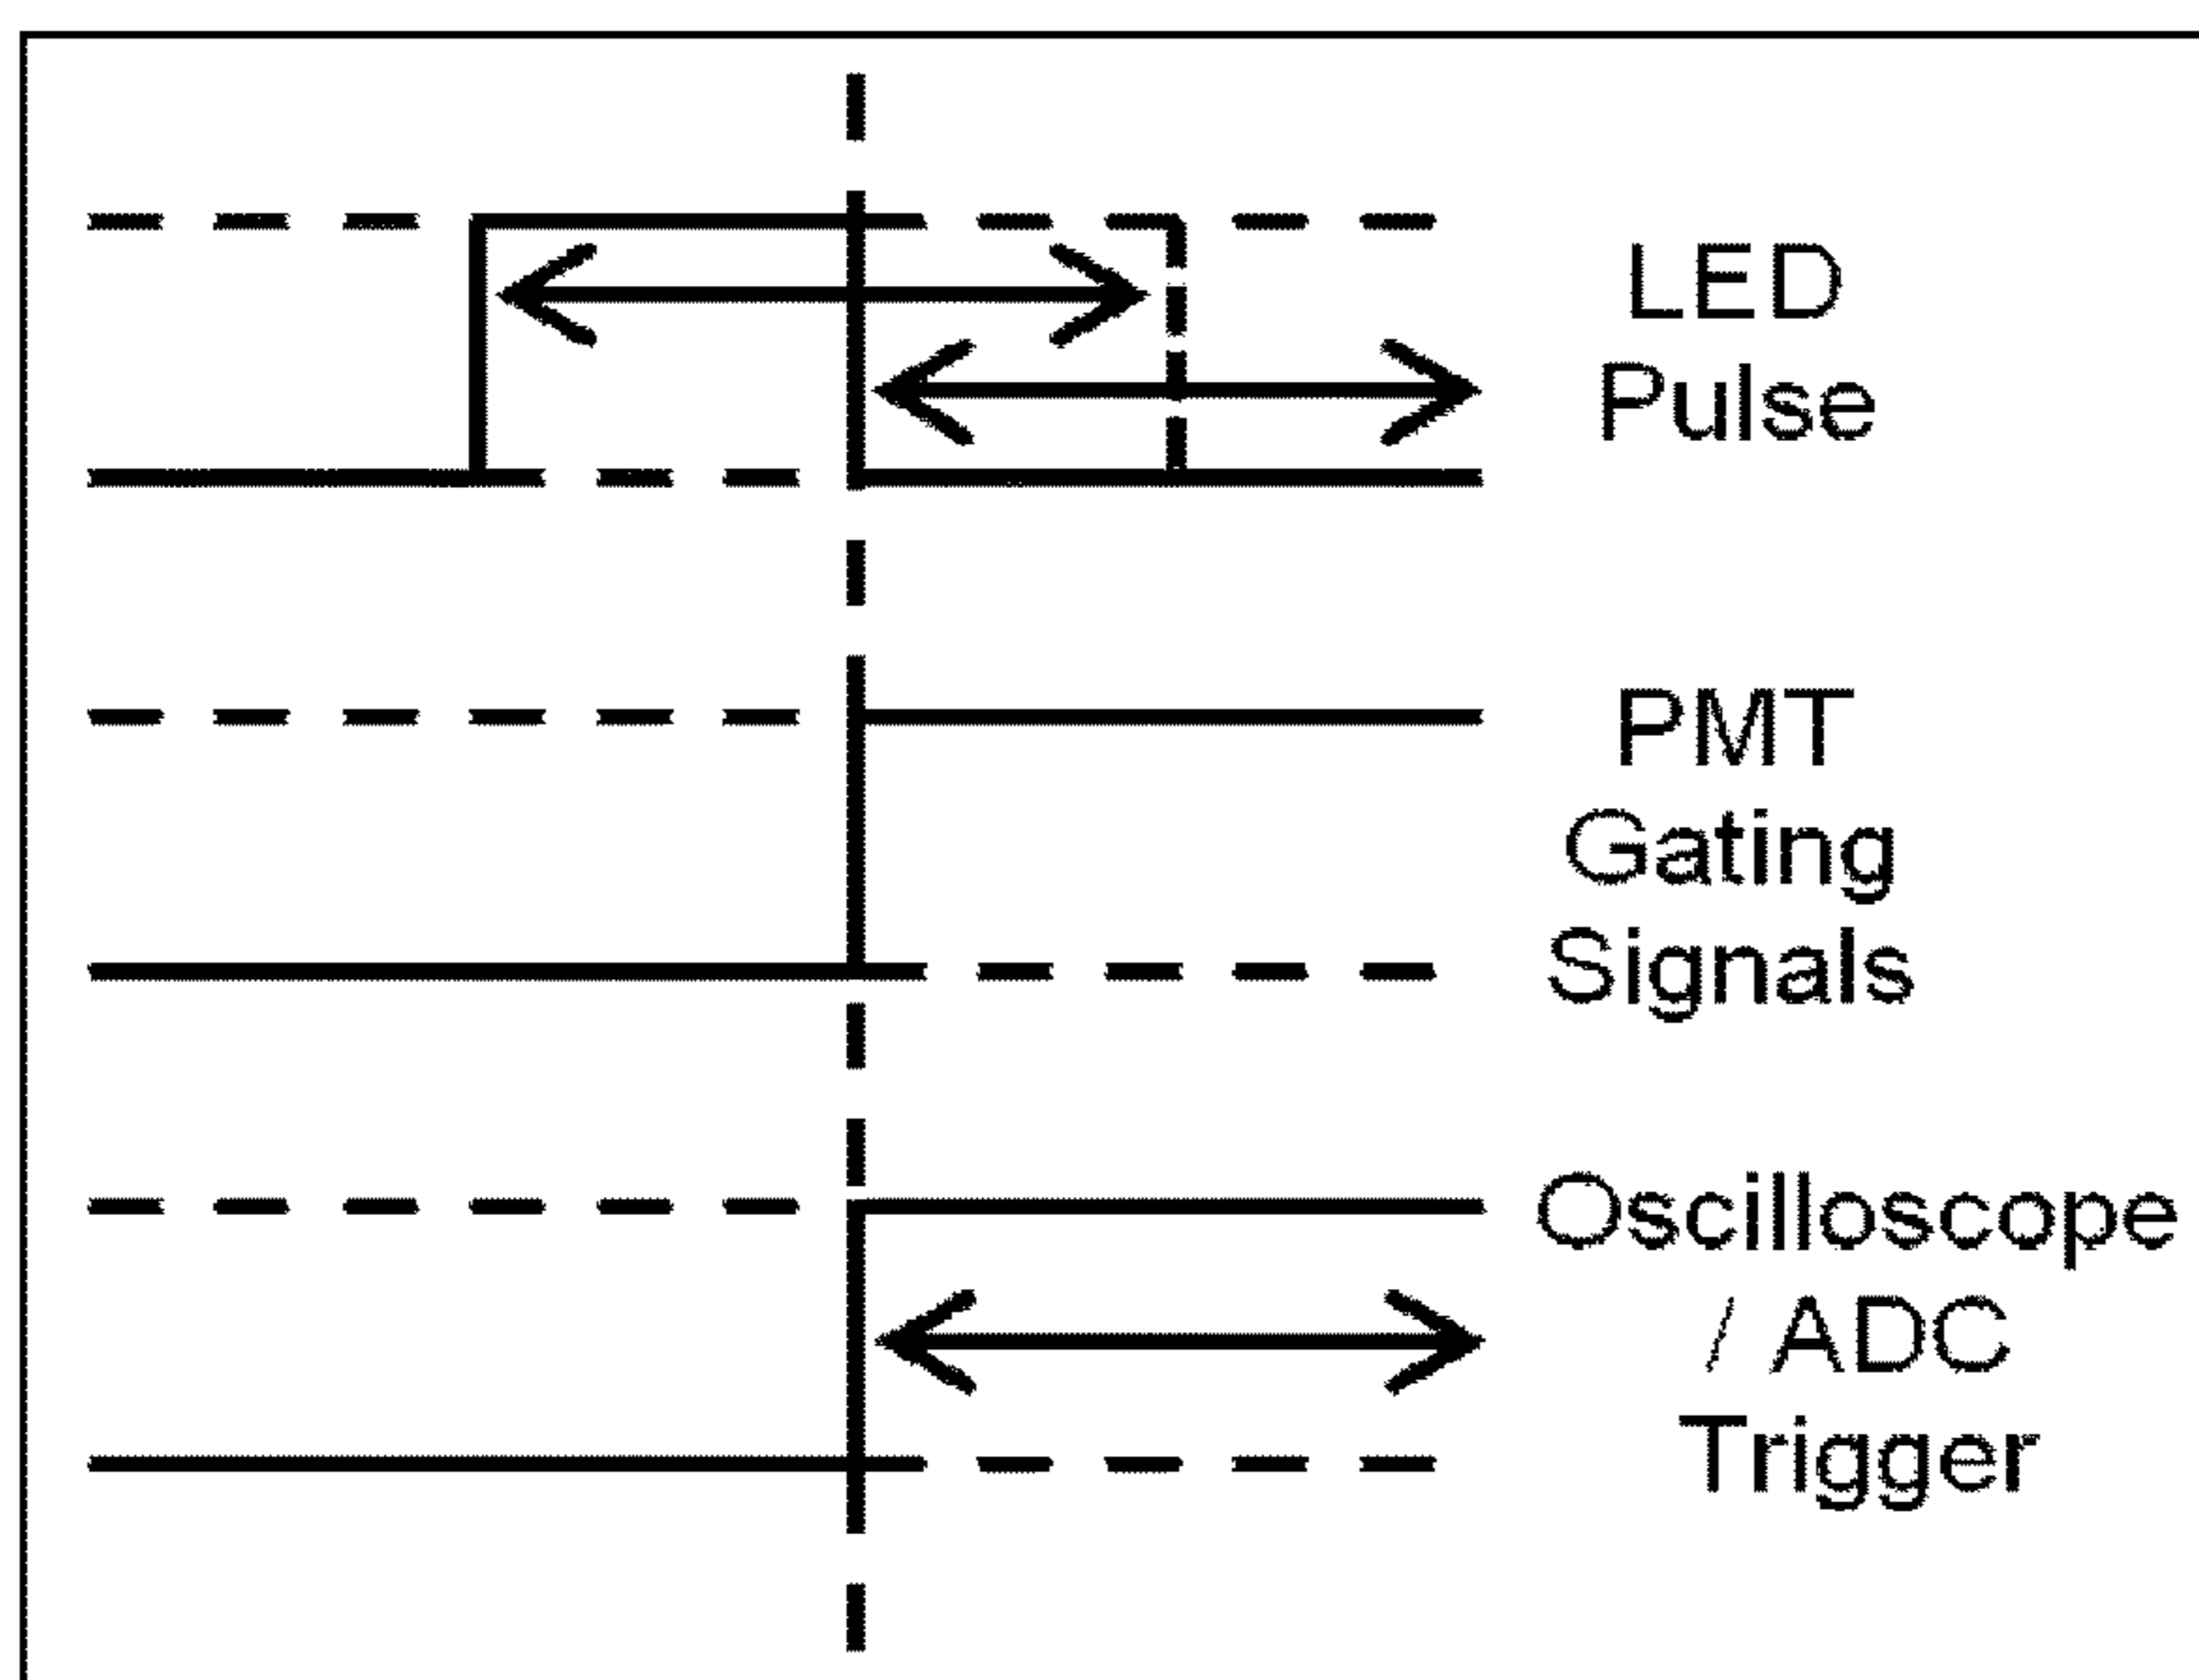 LED
Pulse
PMT
Gating
Signals
Oscilloscope
/ ADC
Trigger